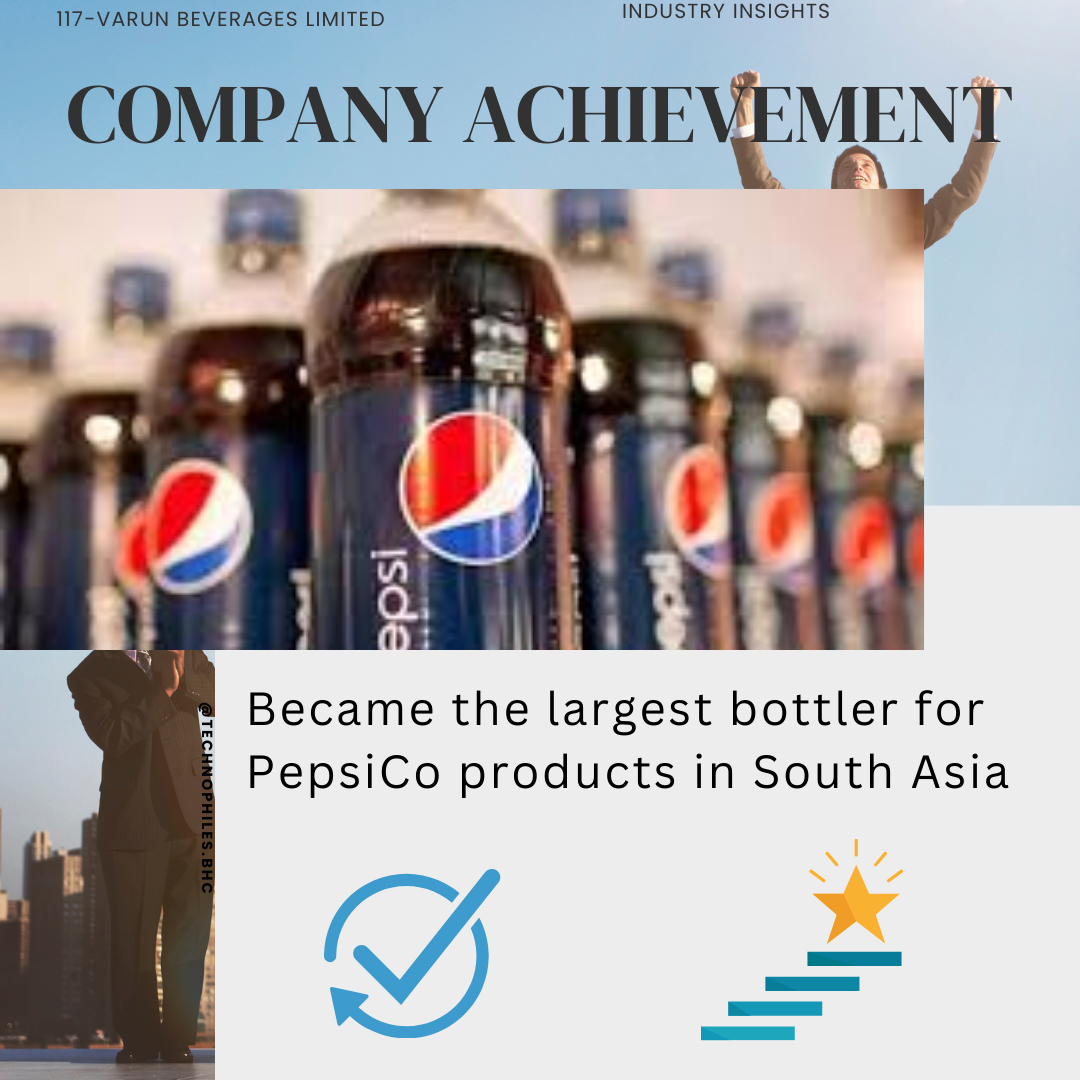 117-VARUN BEVERAGES LIMITED
INDUSTRY INSIGHTS
COMPANY ACHIEVEMENT
epsi
epsi
Became the largest bottler for
PepsiCo products in South Asia
@TECHNOPHILES.BHC